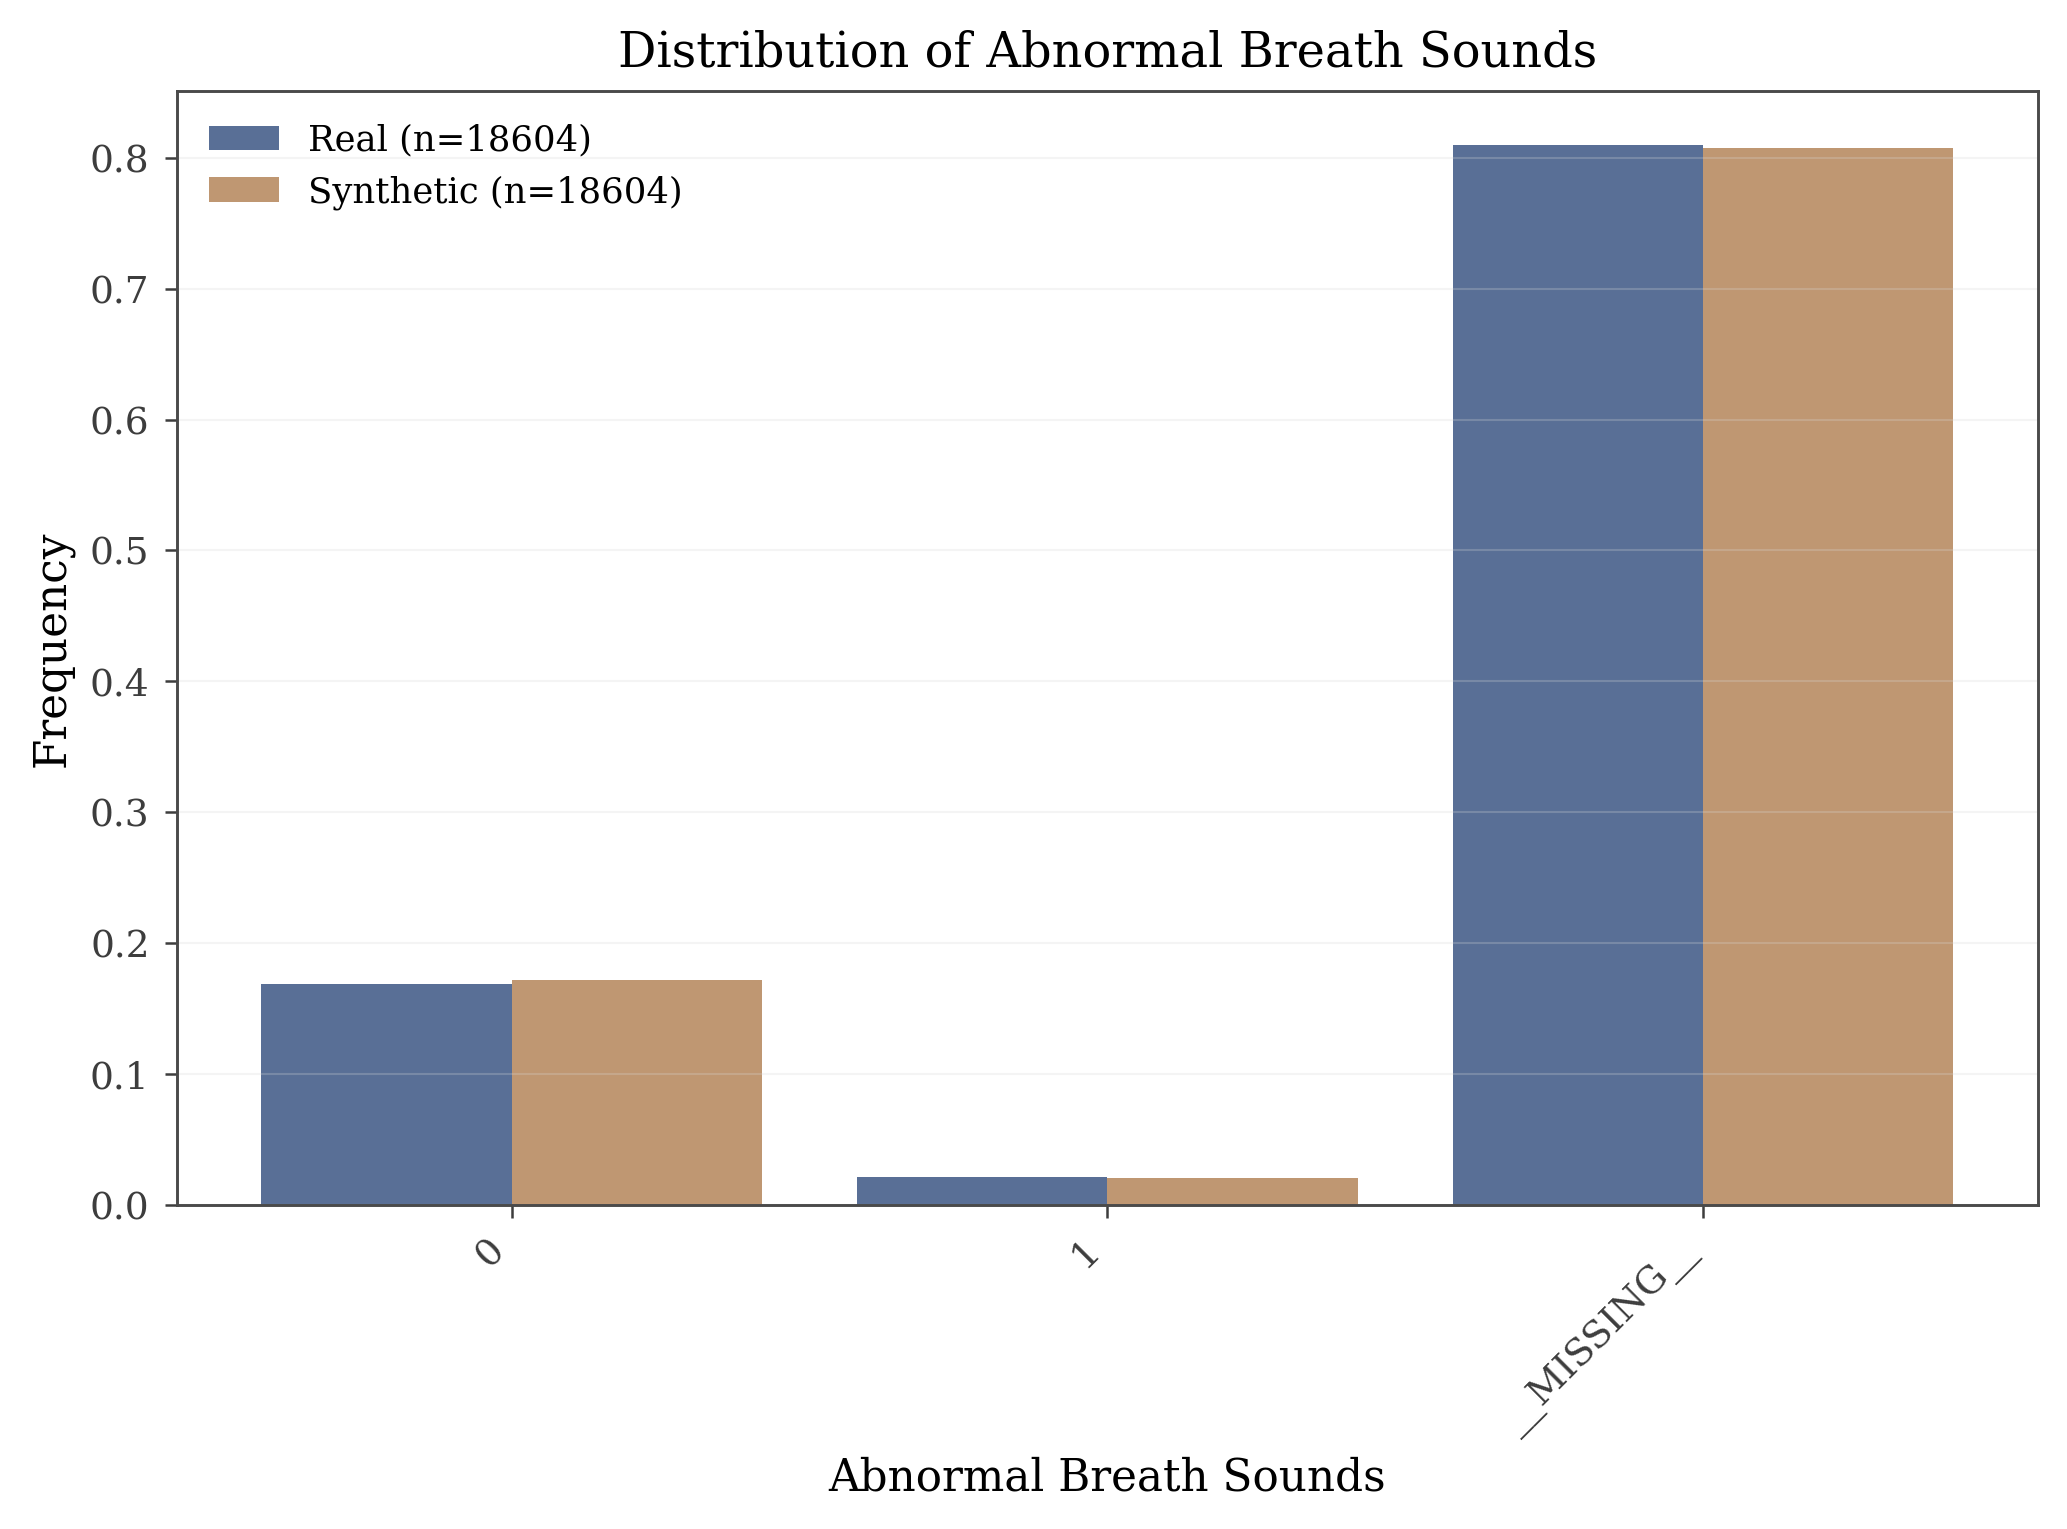 Distribution of Abnormal Breath Sounds
Real (n=18604)
Synthetic (n=18604)
Frequency
0.8
0.7
0.6
0.5
0.4
0.3
0.2
0.1
0.0
0
1
__MISSING__
Abnormal Breath Sounds